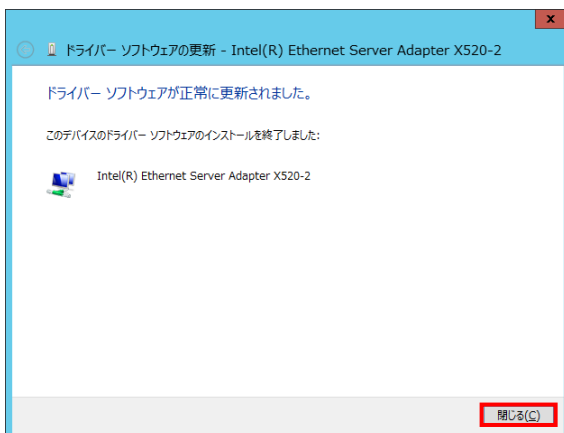 x
ドライバー ソフトウェアの更新 - Intel(R) Ethernet Server Adapter X520-2
ドライバー ソフトウェアが正常に更新されました。
このデバイスのドライバー ソフトウェアのインストールを終了しました:
Intel(R) Ethernet Server Adapter X520-2
閉じる(C)